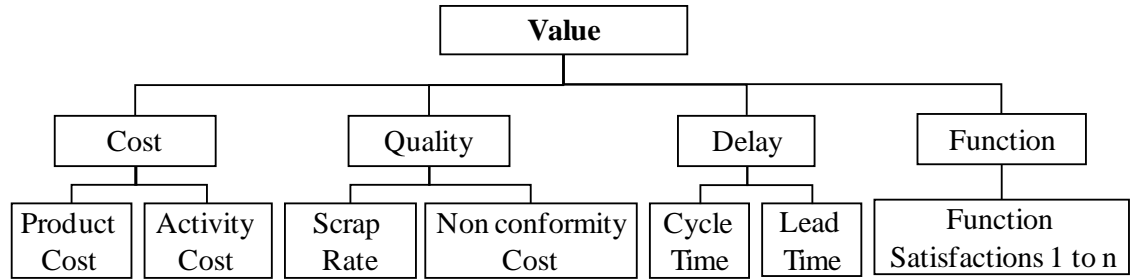 Value
Cost
Quality
Delay
Function
Product
Cost
Activity
Cost
Scrap
Rate
Non conformity
Cost
Cycle
Time
Lead
Time
Function
Satisfactions 1 to n